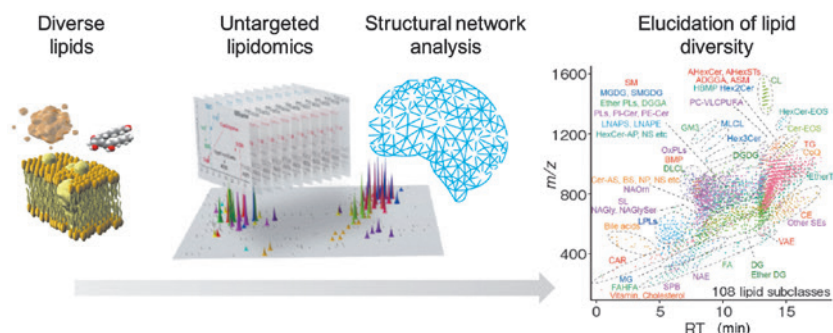 Diverse
lipids
Untargeted
lipidomics
Structural network
analysis
Elucidation of lipid
diversity
1600
1200
800
400
m/z
AHexCer, AHexSTs
SM
ADGGA, ASM
CL
HBMP
Hex2Cer
MGDG, SMGDG
Ether PLs, DGGA
PC-VLCPUFA
PLs, PI-Cer, PE-Cer
HexCer-EOS
LNAPS, LNAPE
GM3
MLCL
Cer-EOS
HexCer-AP, NS etc
Hex3Cer
TG
OxPLs
CoQ
BMP
DGDG
DLCL
EtherT
Cer-AS, BS, NP, NS etc
NAOrn
SL
NAGly, NAGlySer
CE
LPLs
Other SEs
Bile acids
VAE
CAR
FA
DG
MG
NAE
Ether DG
FAHFA
SPB
108 lipid subclasses
Vitamin, Cholesterol
0
5
10
15
RT (min)